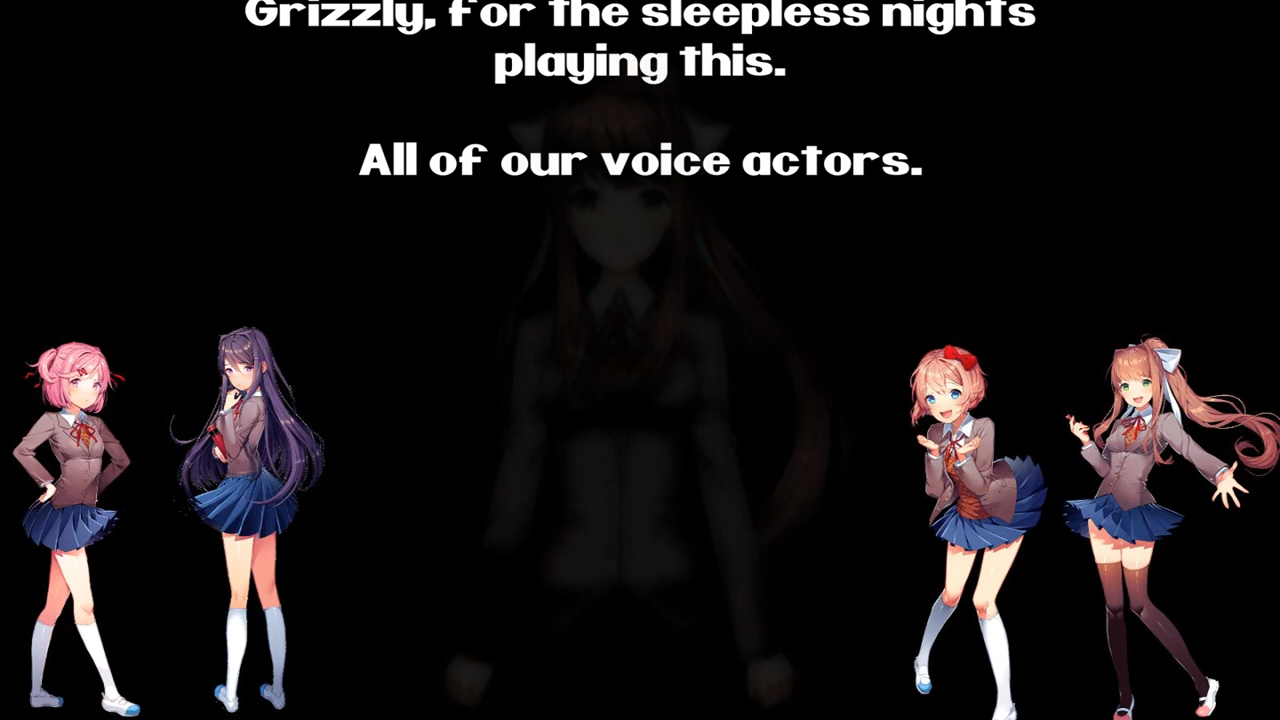 Grizzly, for the sleepless nights
playing this.
All of our voice actors.